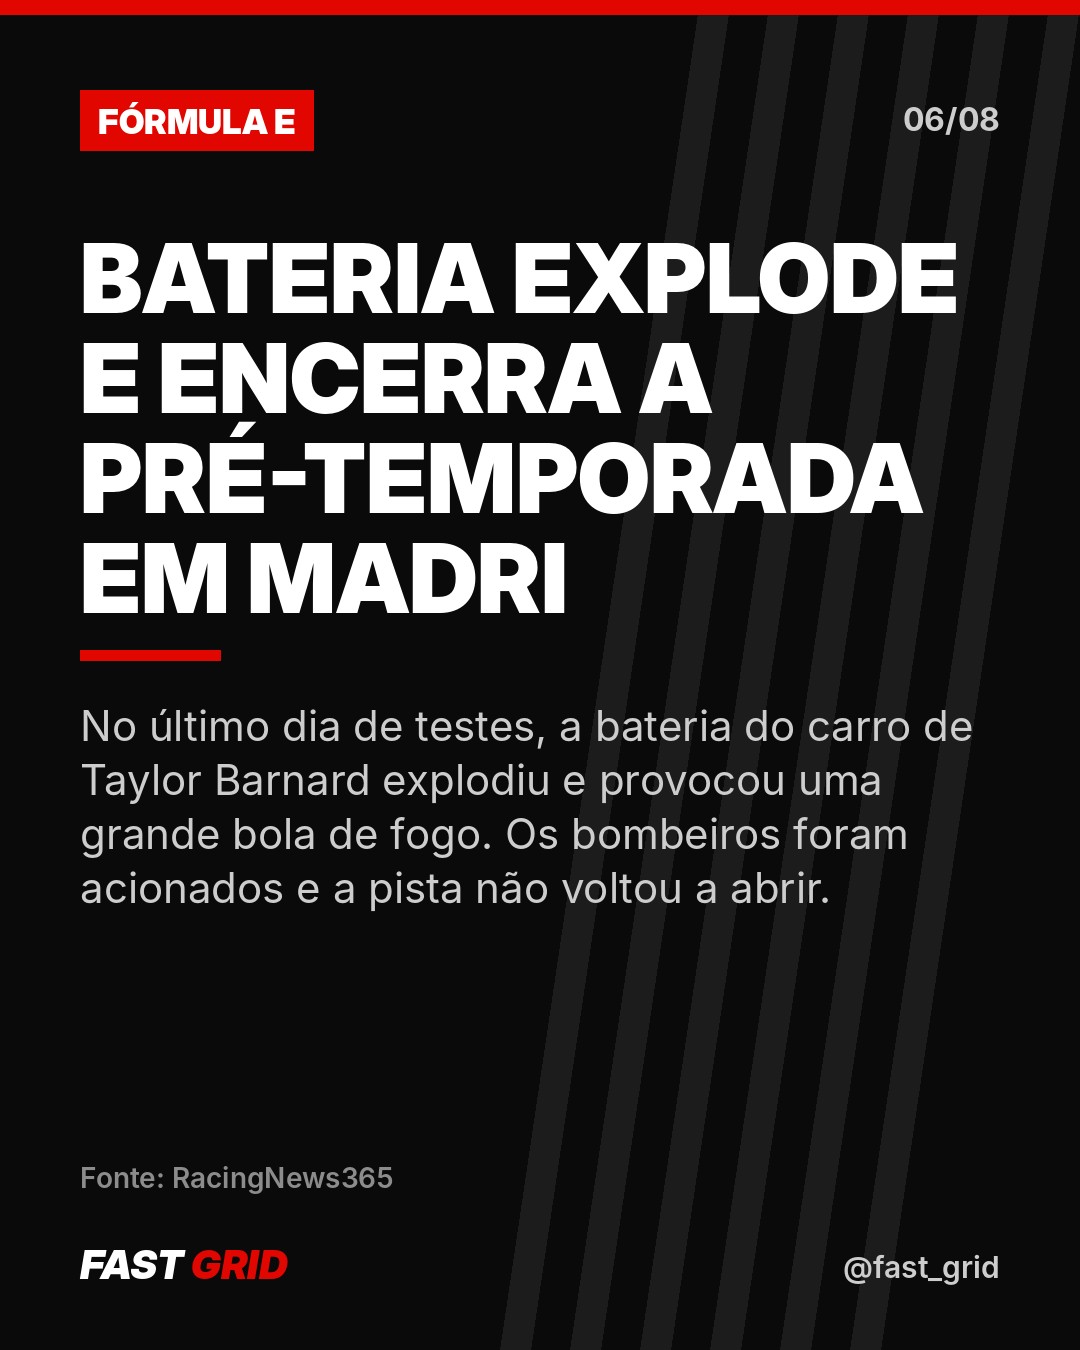 FÓRMULA E
06/08
BATERIA EXPLODE
E ENCERRA A
PRÉ-TEMPORADA
EM MADRI
No último dia de testes, a bateria do carro de
Taylor Barnard explodiu e provocou uma
grande bola de fogo. Os bombeiros foram
acionados e a pista não voltou a abrir.
Fonte: RacingNews365
FAST GRID
@fast_grid